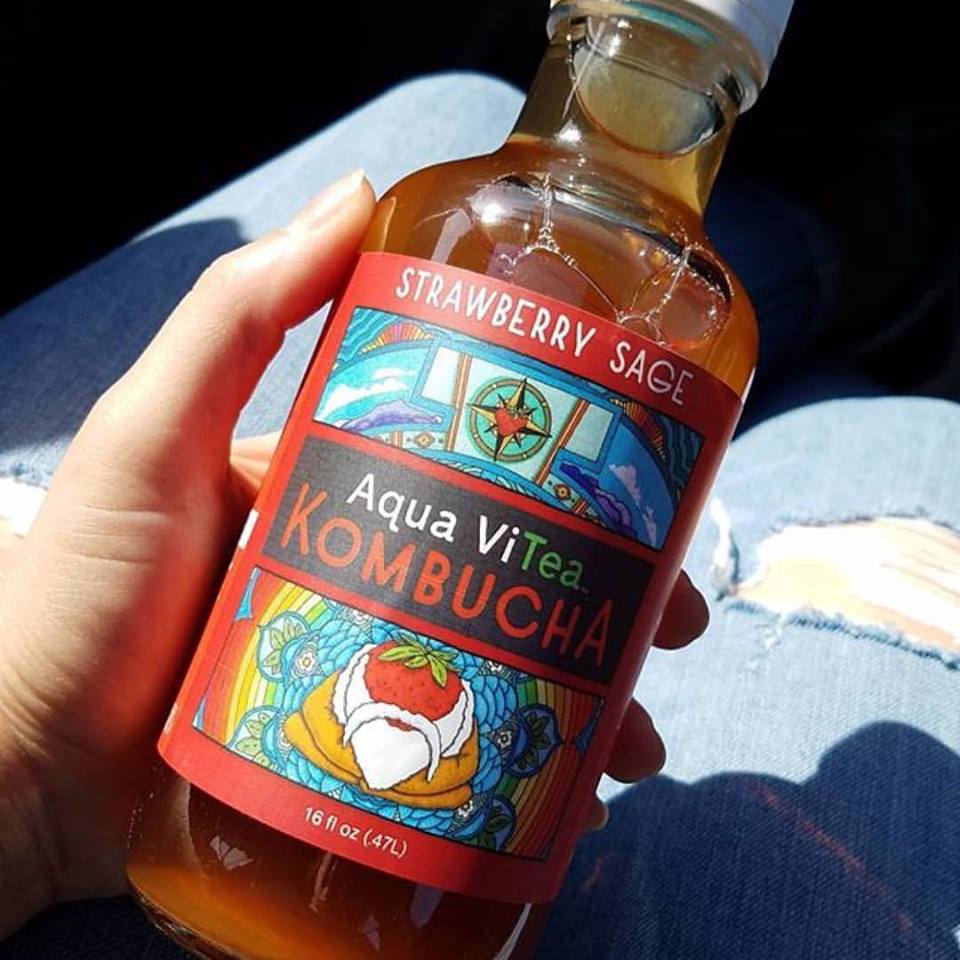 STRAWBERRY SAGE
Aqua ViTea
KOMBUCHA
16 fl oz (.47L)